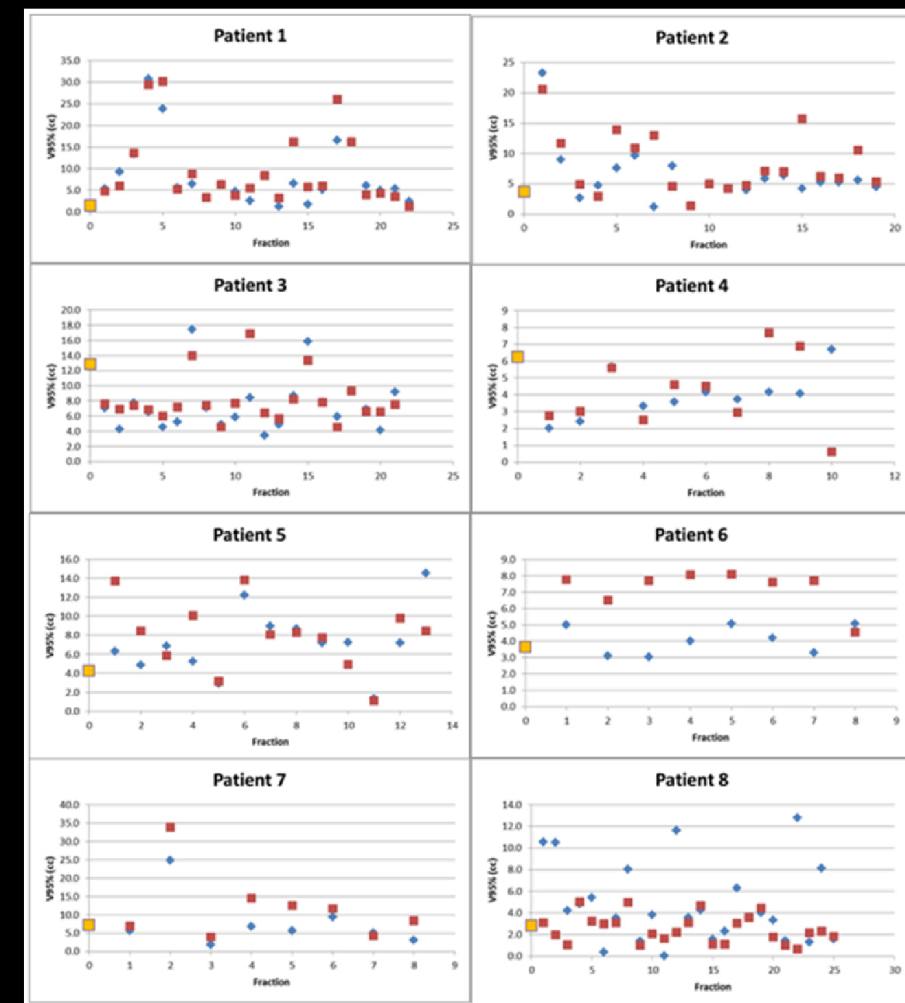 Patient 1
V95% (cc)
35.0
30.0
25.0
20.0
15.0
10.0
5.0
0.0
0 5 10 15 20 25
Fraction
Patient 2
V95% (cc)
25
20
15
10
5
0
0 5 10 15 20
Fraction
Patient 3
V95% (cc)
20.0
18.0
16.0
14.0
12.0
10.0
8.0
6.0
4.0
2.0
0.0
0 5 10 15 20 25
Fraction
Patient 4
V95% (cc)
9
8
7
6
5
4
3
2
1
0
0 2 4 6 8 10 12
Fraction
Patient 5
V95% (cc)
16.0
14.0
12.0
10.0
8.0
6.0
4.0
2.0
0.0
0 2 4 6 8 10 12 14
Fraction
Patient 6
V95% (cc)
9.0
8.0
7.0
6.0
5.0
4.0
3.0
2.0
1.0
0.0
0 1 2 3 4 5 6 7 8 9
Fraction
Patient 7
V95% (cc)
40.0
35.0
30.0
25.0
20.0
15.0
10.0
5.0
0.0
0 1 2 3 4 5 6 7 8 9
Fraction
Patient 8
V95% (cc)
14.0
12.0
10.0
8.0
6.0
4.0
2.0
0.0
0 5 10 15 20 25 30
Fraction